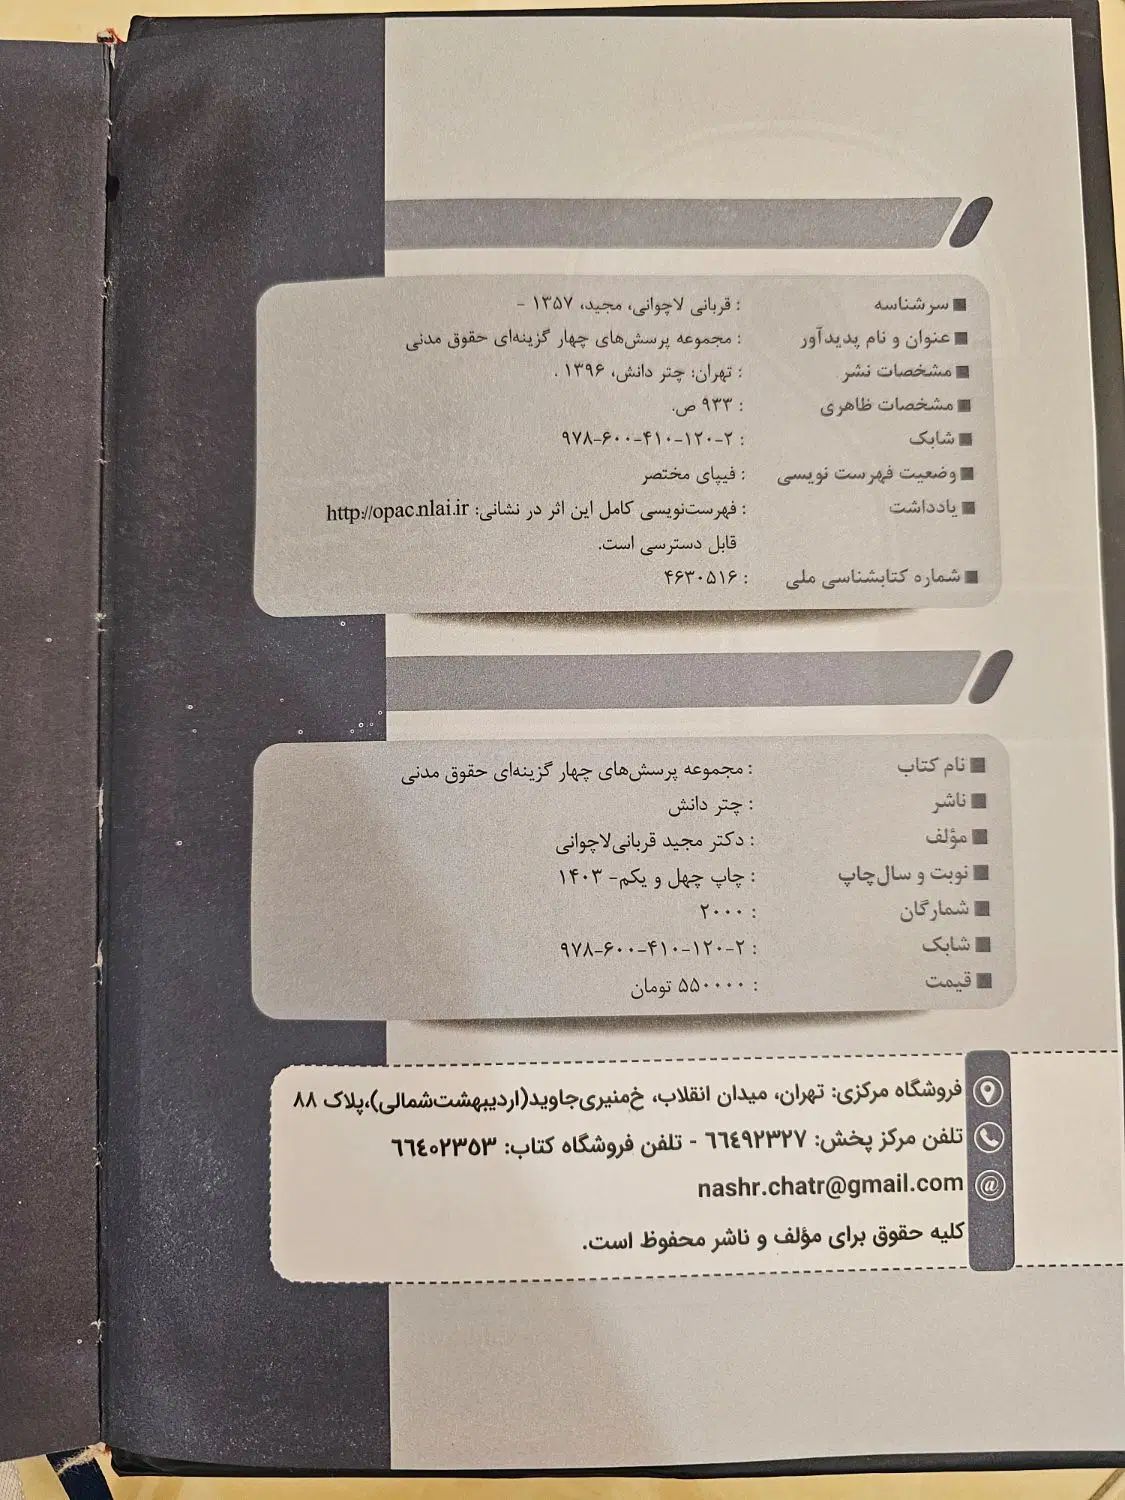 سرشناسه : قربانی لاچوانی، مجید، ۱۳۵۷ -
عنوان و نام پدیدآور : مجموعه پرسش‌های چهار گزینه‌ای حقوق مدنی
مشخصات نشر : تهران: چتر دانش، ۱۳۹۶ .
مشخصات ظاهری : ۹۳۳ ص.
شابک : ۹۷۸-۶۰۰-۴۱۰-۱۲۰-۲
وضعیت فهرست نویسی : فیپای مختصر
یادداشت : فهرست‌نویسی کامل این اثر در نشانی: http://opac.nlai.ir
قابل دسترسی است.
شماره کتابشناسی ملی : ۴۶۳۰۵۱۶
نام کتاب : مجموعه پرسش‌های چهار گزینه‌ای حقوق مدنی
ناشر : چتر دانش
مؤلف : دکتر مجید قربانی‌لاچوانی
نوبت و سال‌چاپ : چاپ چهل و یکم- ۱۴۰۳
شمارگان : ۲۰۰۰
شابک : ۹۷۸-۶۰۰-۴۱۰-۱۲۰-۲
قیمت : ۵۵۰۰۰۰ تومان
فروشگاه مرکزی: تهران، میدان انقلاب، خ‌منیری‌جاوید(اردیبهشت‌شمالی)،پلاک ۸۸
تلفن مرکز پخش: ٦٦٤٩٢٣٢٧ - تلفن فروشگاه کتاب: ٦٦٤٠٢٣٥٣
nashr.chatr@gmail.com
کلیه حقوق برای مؤلف و ناشر محفوظ است.